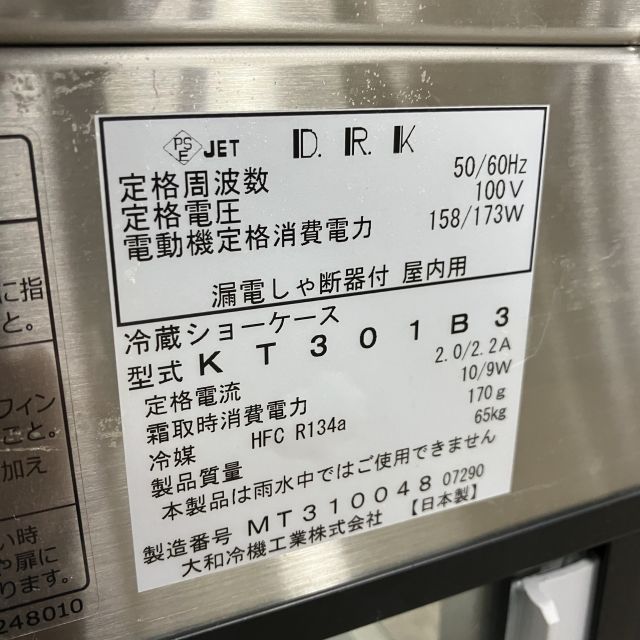 PSE JET D.R.K
定格周波数 50/60Hz
定格電圧 100V
電動機定格消費電力 158/173W
漏電しゃ断器付 屋内用
冷蔵ショーケース
型式 KT301B3
定格電流 2.0/2.2A
霜取時消費電力 10/9W
冷媒 HFC R134a 170g
製品質量 65kg
本製品は雨水中ではご使用できません
製造番号 MT310048 07290
大和冷機工業株式会社 【日本製】
に指
と。
フィン
こと。
加え
い時
や扉に
ります。
248010